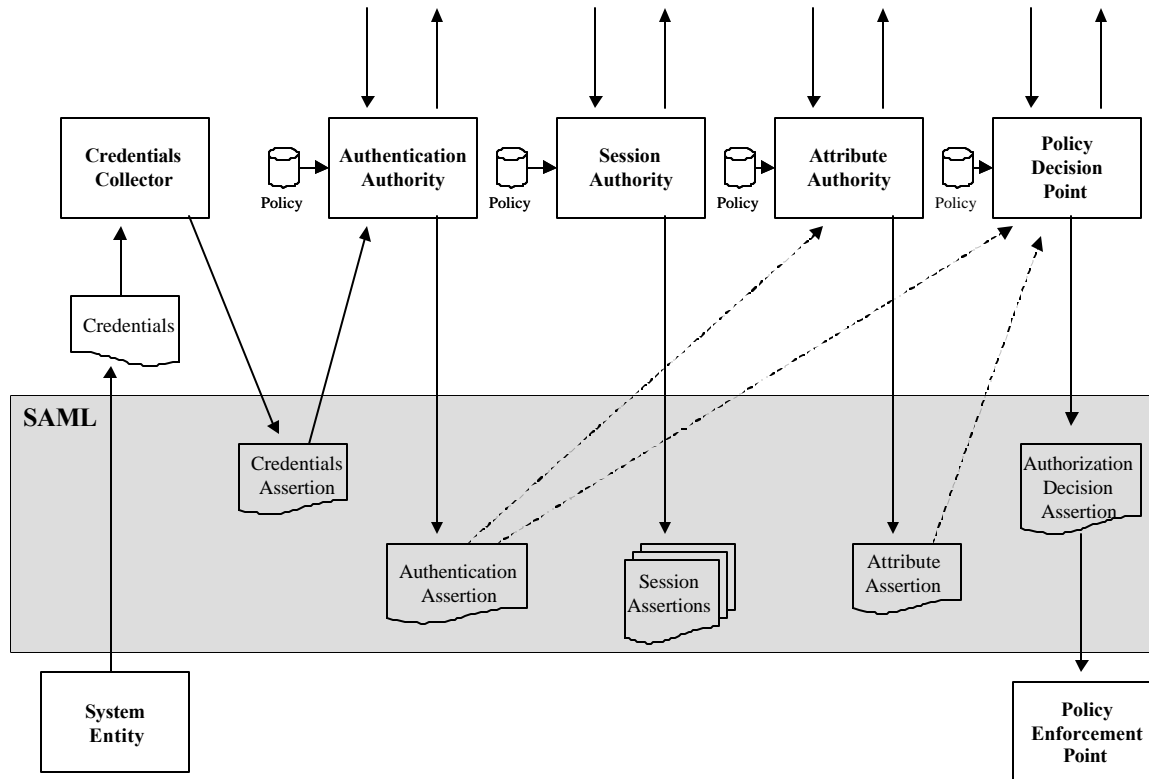 Credentials
Collector
Authentication
Authority
Session
Authority
Attribute
Authority
Policy
Decision
Point
Policy
Policy
Policy
Policy
Credentials
SAML
Credentials
Assertion
Authorization
Decision
Assertion
Authentication
Assertion
Session
Assertions
Attribute
Assertion
System
Entity
Policy
Enforcement
Point